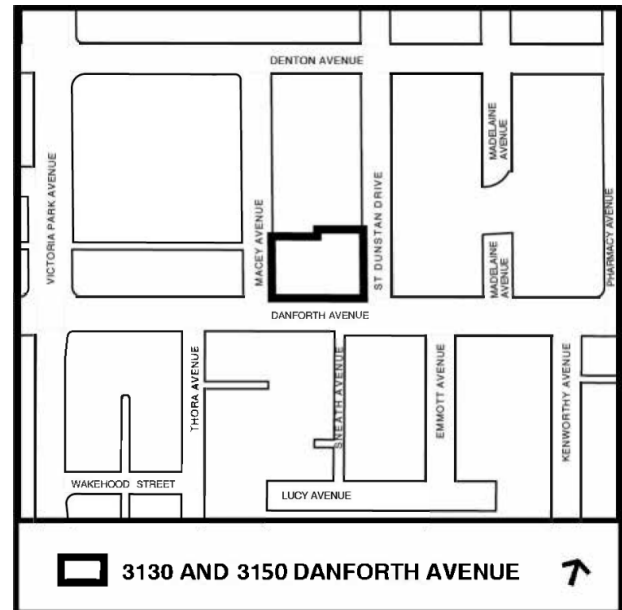 DENTON AVENUE
VICTORIA PARK AVENUE
MACEY AVENUE
ST DUNSTAN DRIVE
MADELAINE
AVENUE
MADELAINE
AVENUE
PHARMACY AVENUE
DANFORTH AVENUE
THORA AVENUE
SNEATH AVENUE
EMMOTT AVENUE
KENWORTHY AVENUE
WAKEHOOD STREET
LUCY AVENUE
3130 AND 3150 DANFORTH AVENUE